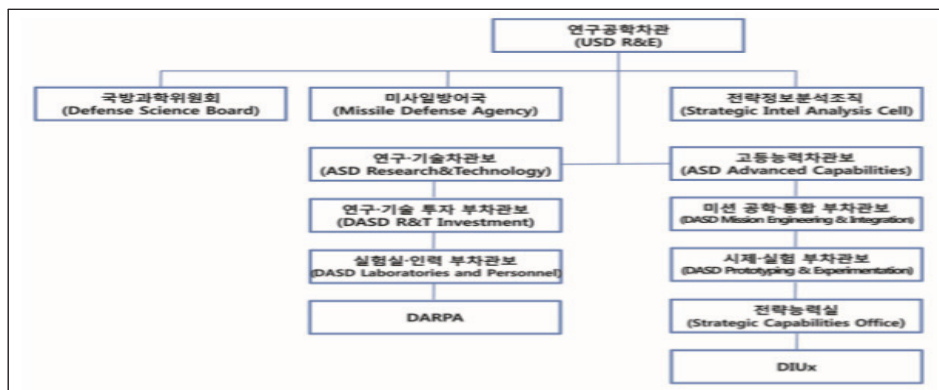 연구공학차관
(USD R&E)
국방과학위원회
(Defense Science Board)
미사일방어국
(Missile Defense Agency)
전략정보분석조직
(Strategic Intel Analysis Cell)
연구·기술차관보
(ASD Research&Technology)
고등능력차관보
(ASD Advanced Capabilities)
연구·기술 투자 부차관보
(DASD R&T Investment)
미션 공학·통합 부차관보
(DASD Mission Engineering & Integration)
실험실·인력 부차관보
(DASD Laboratories and Personnel)
시제·실험 부차관보
(DASD Prototyping & Experimentation)
DARPA
전략능력실
(Strategic Capabilities Office)
DIUx